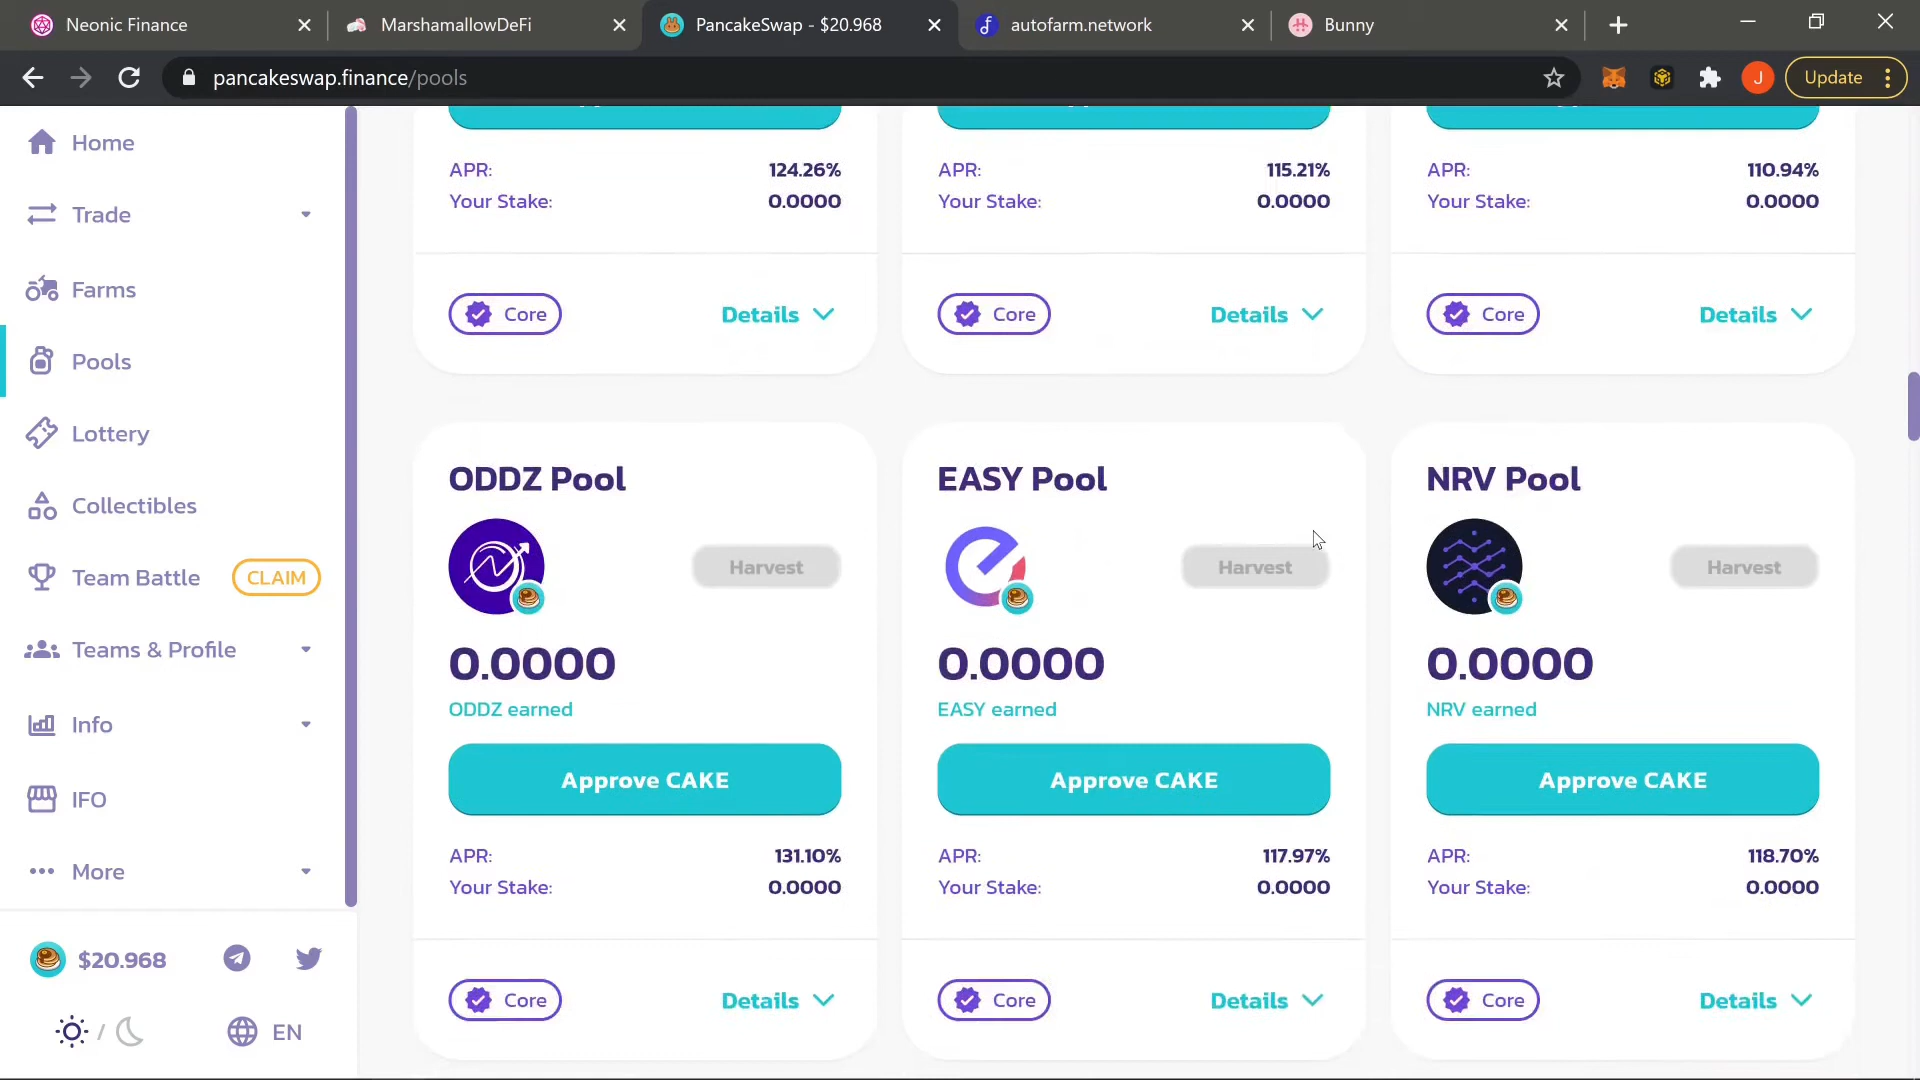 Neonic Finance
MarshamallowDeFi
PancakeSwap - $20.968
autofarm.network
Bunny
pancakeswap.finance/pools
J
Update
Home
Trade
Farms
Pools
Lottery
Collectibles
Team Battle
CLAIM
Teams & Profile
Info
IFO
More
$20.968
/
EN
APR: 124.26%
Your Stake: 0.0000
Core
Details
APR: 115.21%
Your Stake: 0.0000
Core
Details
APR: 110.94%
Your Stake: 0.0000
Core
Details
ODDZ Pool
Harvest
0.0000
ODDZ earned
Approve CAKE
APR: 131.10%
Your Stake: 0.0000
Core
Details
EASY Pool
Harvest
0.0000
EASY earned
Approve CAKE
APR: 117.97%
Your Stake: 0.0000
Core
Details
NRV Pool
Harvest
0.0000
NRV earned
Approve CAKE
APR: 118.70%
Your Stake: 0.0000
Core
Details